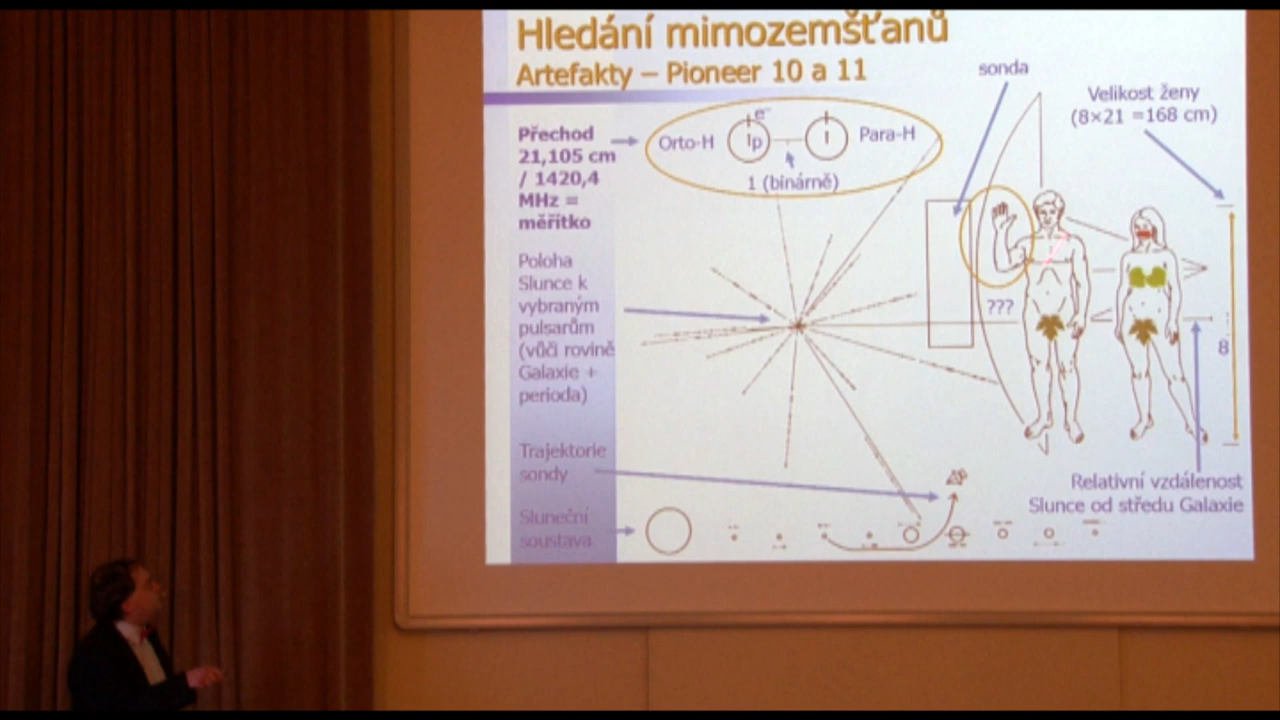 Hledání mimozemšťanů
Artefakty – Pioneer 10 a 11
sonda
Velikost ženy
(8×21 =168 cm)
Přechod
21,105 cm
/ 1420,4
MHz =
měřítko
Orto-H
e⁻
p
Para-H
1 (binárně)
Poloha
Slunce k
vybraným
pulsarům
(vůči rovině
Galaxie +
perioda)
???
8
Trajektorie
sondy
Relativní vzdálenost
Slunce od středu Galaxie
Sluneční
soustava